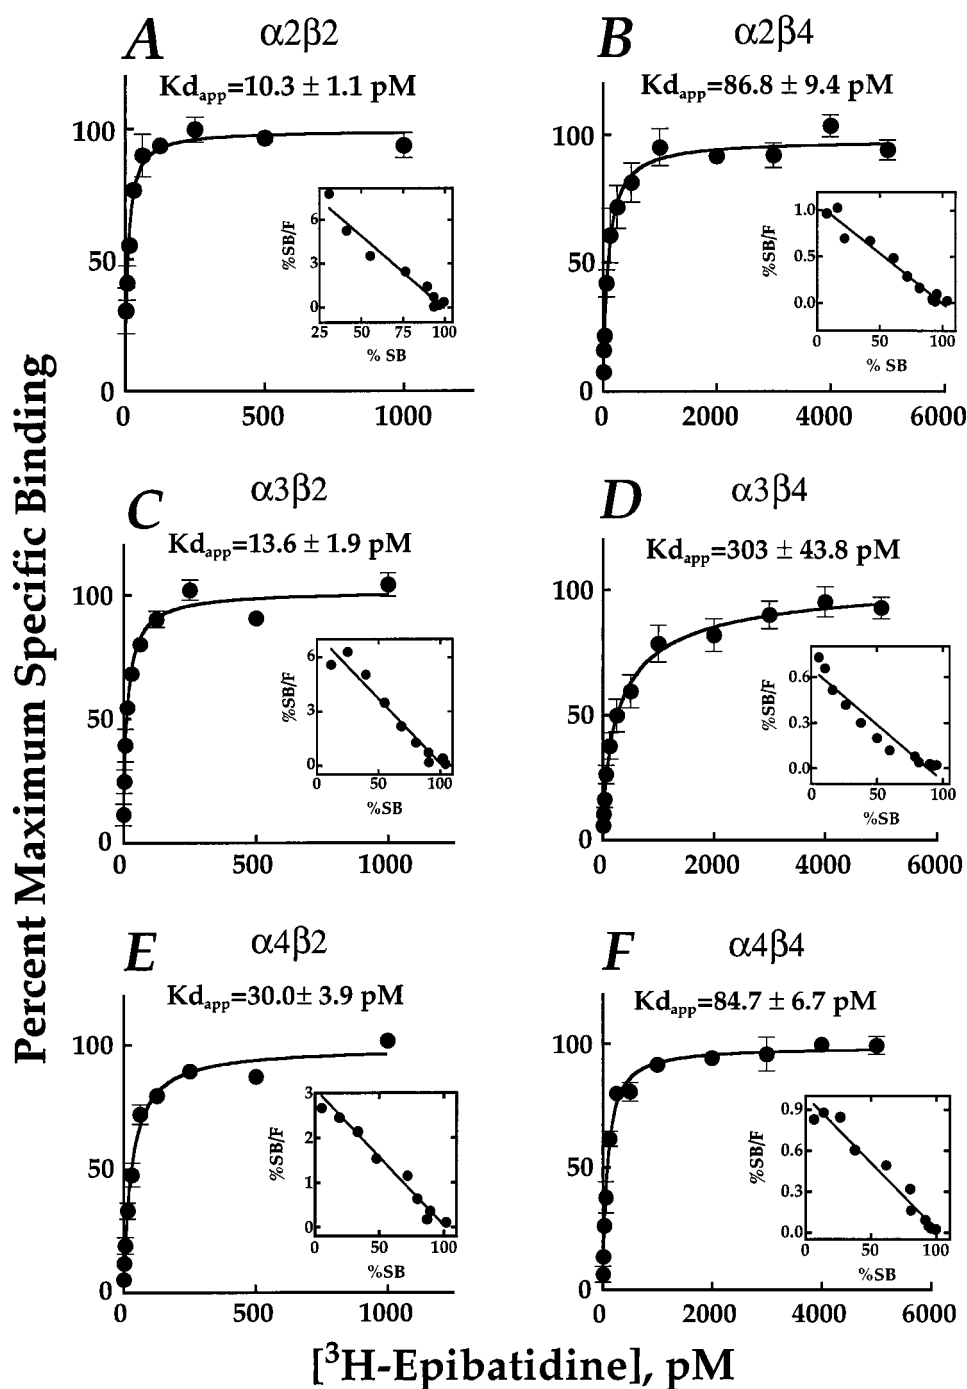 Percent Maximum Specific Binding
A
α2β2
Kdapp=10.3 ± 1.1 pM
100
50
0
0
500
1000
%SB/F
6
3
0
25
50
75
100
% SB
B
α2β4
Kdapp=86.8 ± 9.4 pM
100
50
0
0
2000
4000
6000
%SB/F
1.0
0.5
0.0
0
50
100
% SB
C
α3β2
Kdapp=13.6 ± 1.9 pM
100
50
0
0
500
1000
%SB/F
6
3
0
0
50
100
%SB
D
α3β4
Kdapp=303 ± 43.8 pM
100
50
0
0
2000
4000
6000
%SB/F
0.6
0.3
0.0
0
50
100
%SB
E
α4β2
Kdapp=30.0± 3.9 pM
100
50
0
0
500
1000
%SB/F
3
2
1
0
0
50
100
%SB
F
α4β4
Kdapp=84.7 ± 6.7 pM
100
50
0
0
2000
4000
6000
%SB/F
0.9
0.6
0.3
0.0
0
50
100
%SB
[³H-Epibatidine], pM